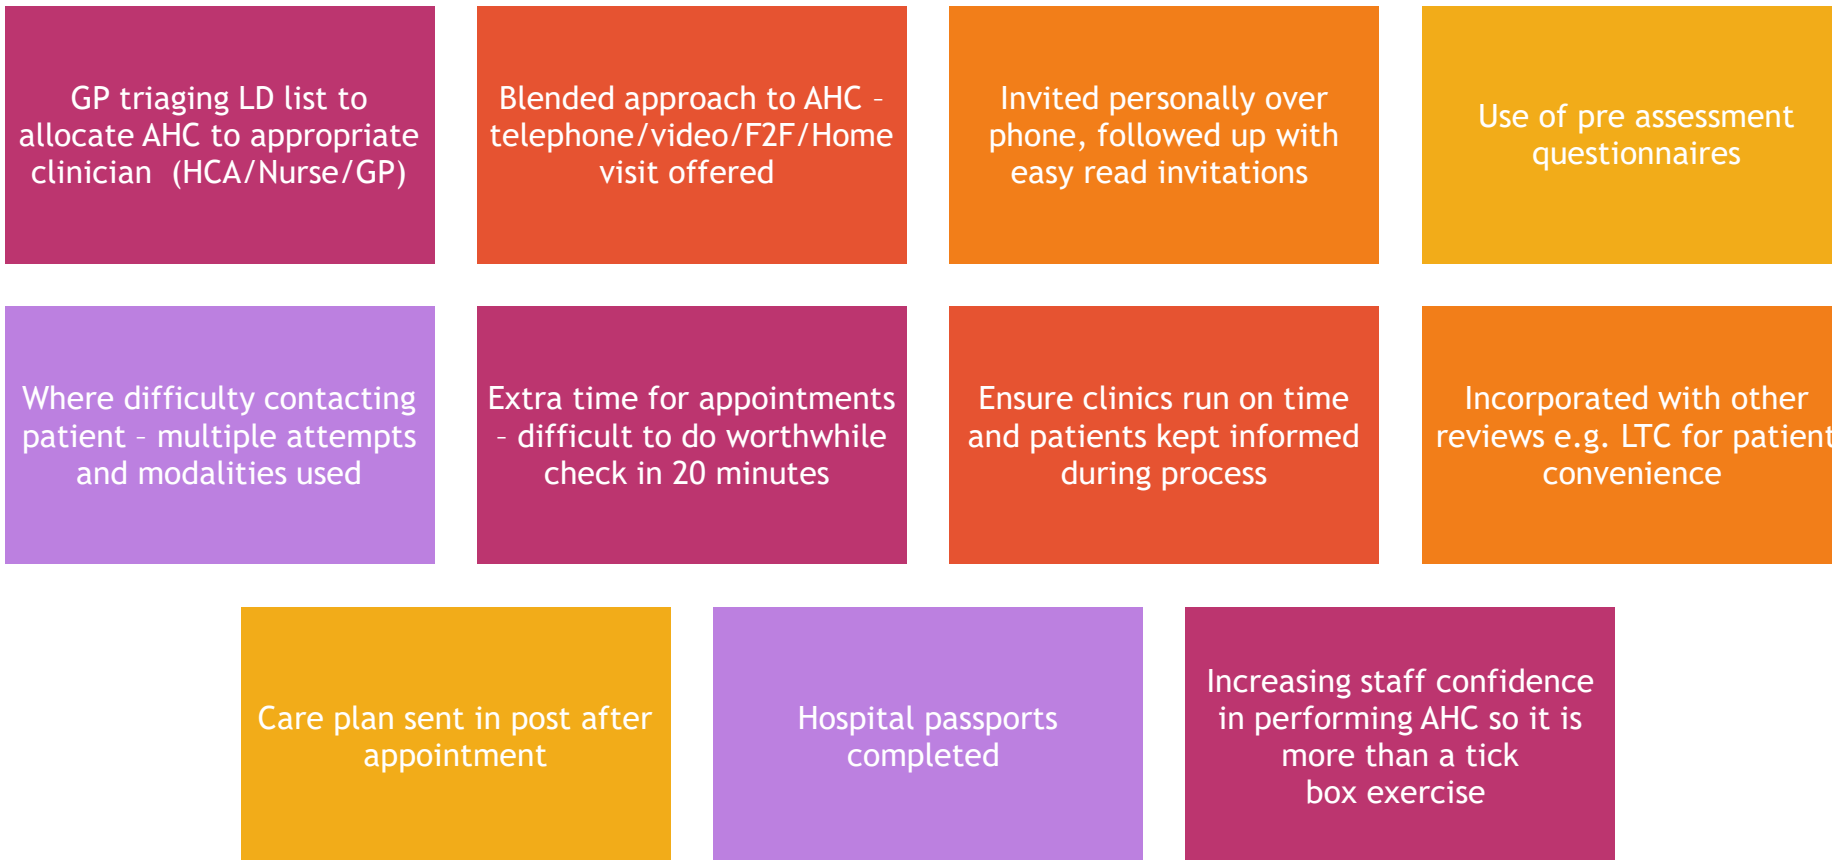 GP triaging LD list to
allocate AHC to appropriate
clinician (HCA/Nurse/GP)
Blended approach to AHC –
telephone/video/F2F/Home
visit offered
Invited personally over
phone, followed up with
easy read invitations
Use of pre assessment
questionnaires
Where difficulty contacting
patient – multiple attempts
and modalities used
Extra time for appointments
– difficult to do worthwhile
check in 20 minutes
Ensure clinics run on time
and patients kept informed
during process
Incorporated with other
reviews e.g. LTC for patient
convenience
Care plan sent in post after
appointment
Hospital passports
completed
Increasing staff confidence
in performing AHC so it is
more than a tick
box exercise